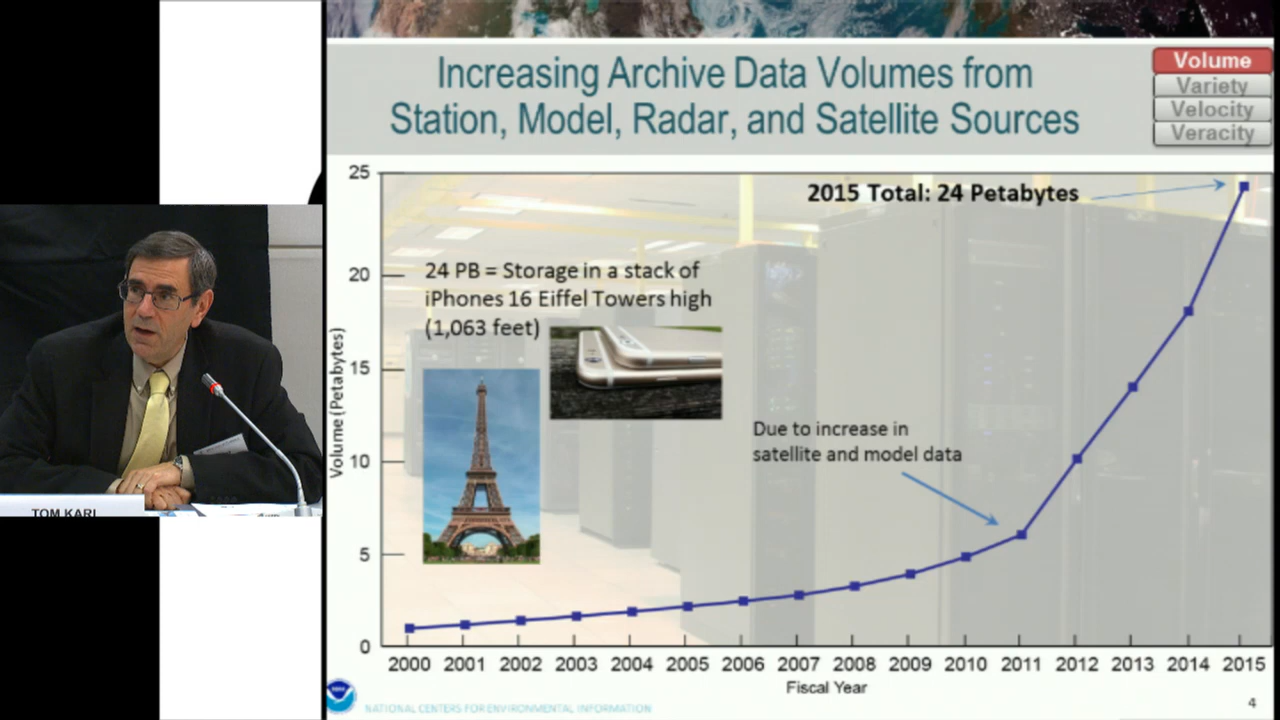 Increasing Archive Data Volumes from
Station, Model, Radar, and Satellite Sources
Volume
Variety
Velocity
Veracity
25
20
15
10
5
0
Volume (Petabytes)
2015 Total: 24 Petabytes
24 PB = Storage in a stack of
iPhones 16 Eiffel Towers high
(1,063 feet)
Due to increase in
satellite and model data
2000 2001 2002 2003 2004 2005 2006 2007 2008 2009 2010 2011 2012 2013 2014 2015
Fiscal Year
NATIONAL CENTERS FOR ENVIRONMENTAL INFORMATION
4
TOM KARL